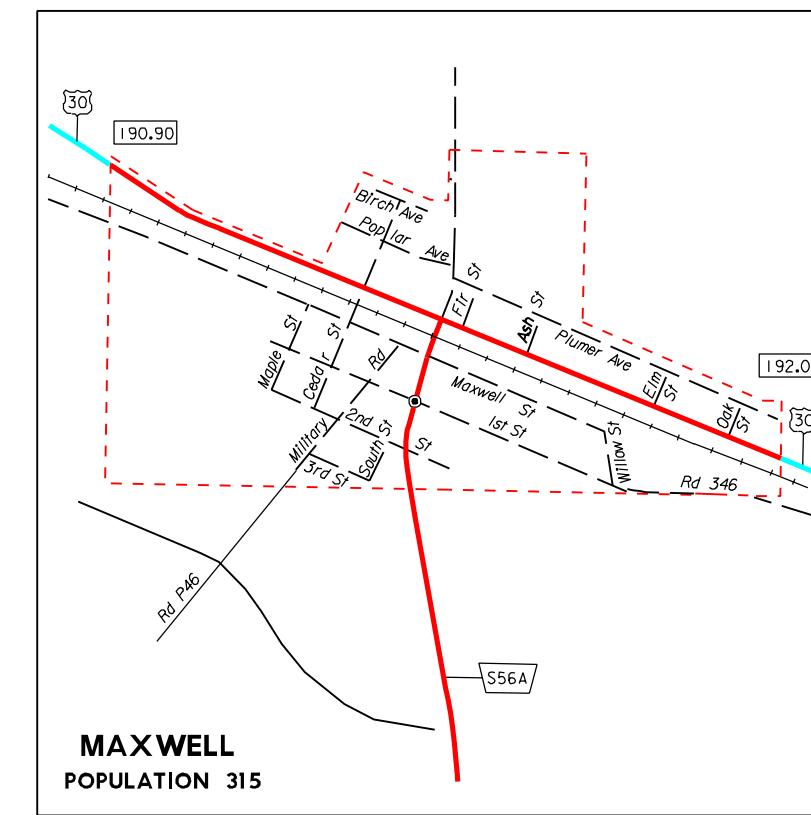 30
190.90
Birch Ave
Poplar Ave
St
Fir
St
Ash
Plumer Ave
192.0
Maple St
Cedar St
Rd
Military
Maxwell St
1st St
Elm St
Oak St
30
2nd St
South St
3rd St
Willow St
Rd 346
Rd P46
S56A
MAXWELL
POPULATION 315